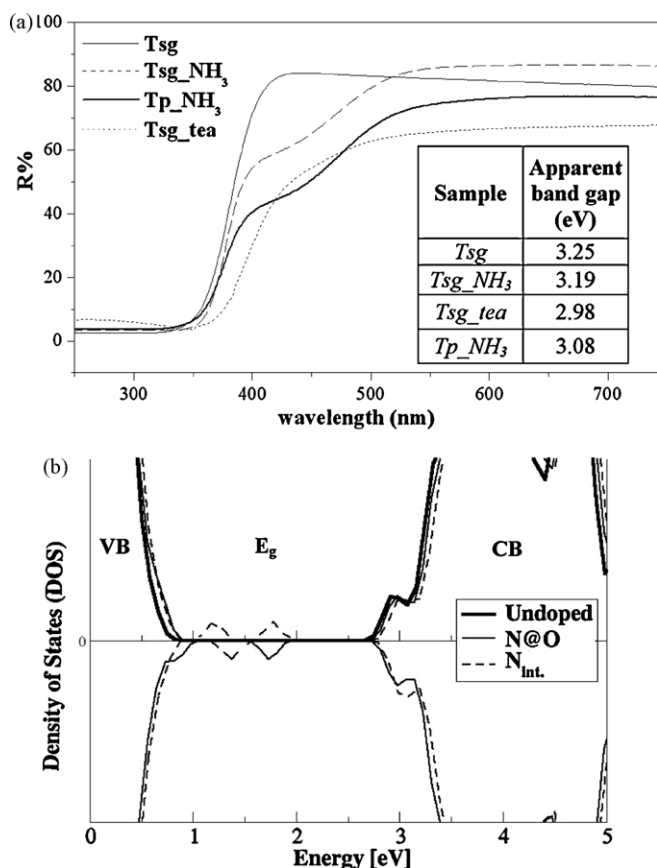 (a)
100
80
60
40
20
0
R%
Tsg
Tsg_NH₃
Tp_NH₃
Tsg_tea
Sample Apparent band gap (eV)
Tsg 3.25
Tsg_NH₃ 3.19
Tsg_tea 2.98
Tp_NH₃ 3.08
300 400 500 600 700
wavelength (nm)
(b)
VB Eg CB
Density of States (DOS)
0
Undoped
N@O
Nint.
0 1 2 3 4 5
Energy [eV]